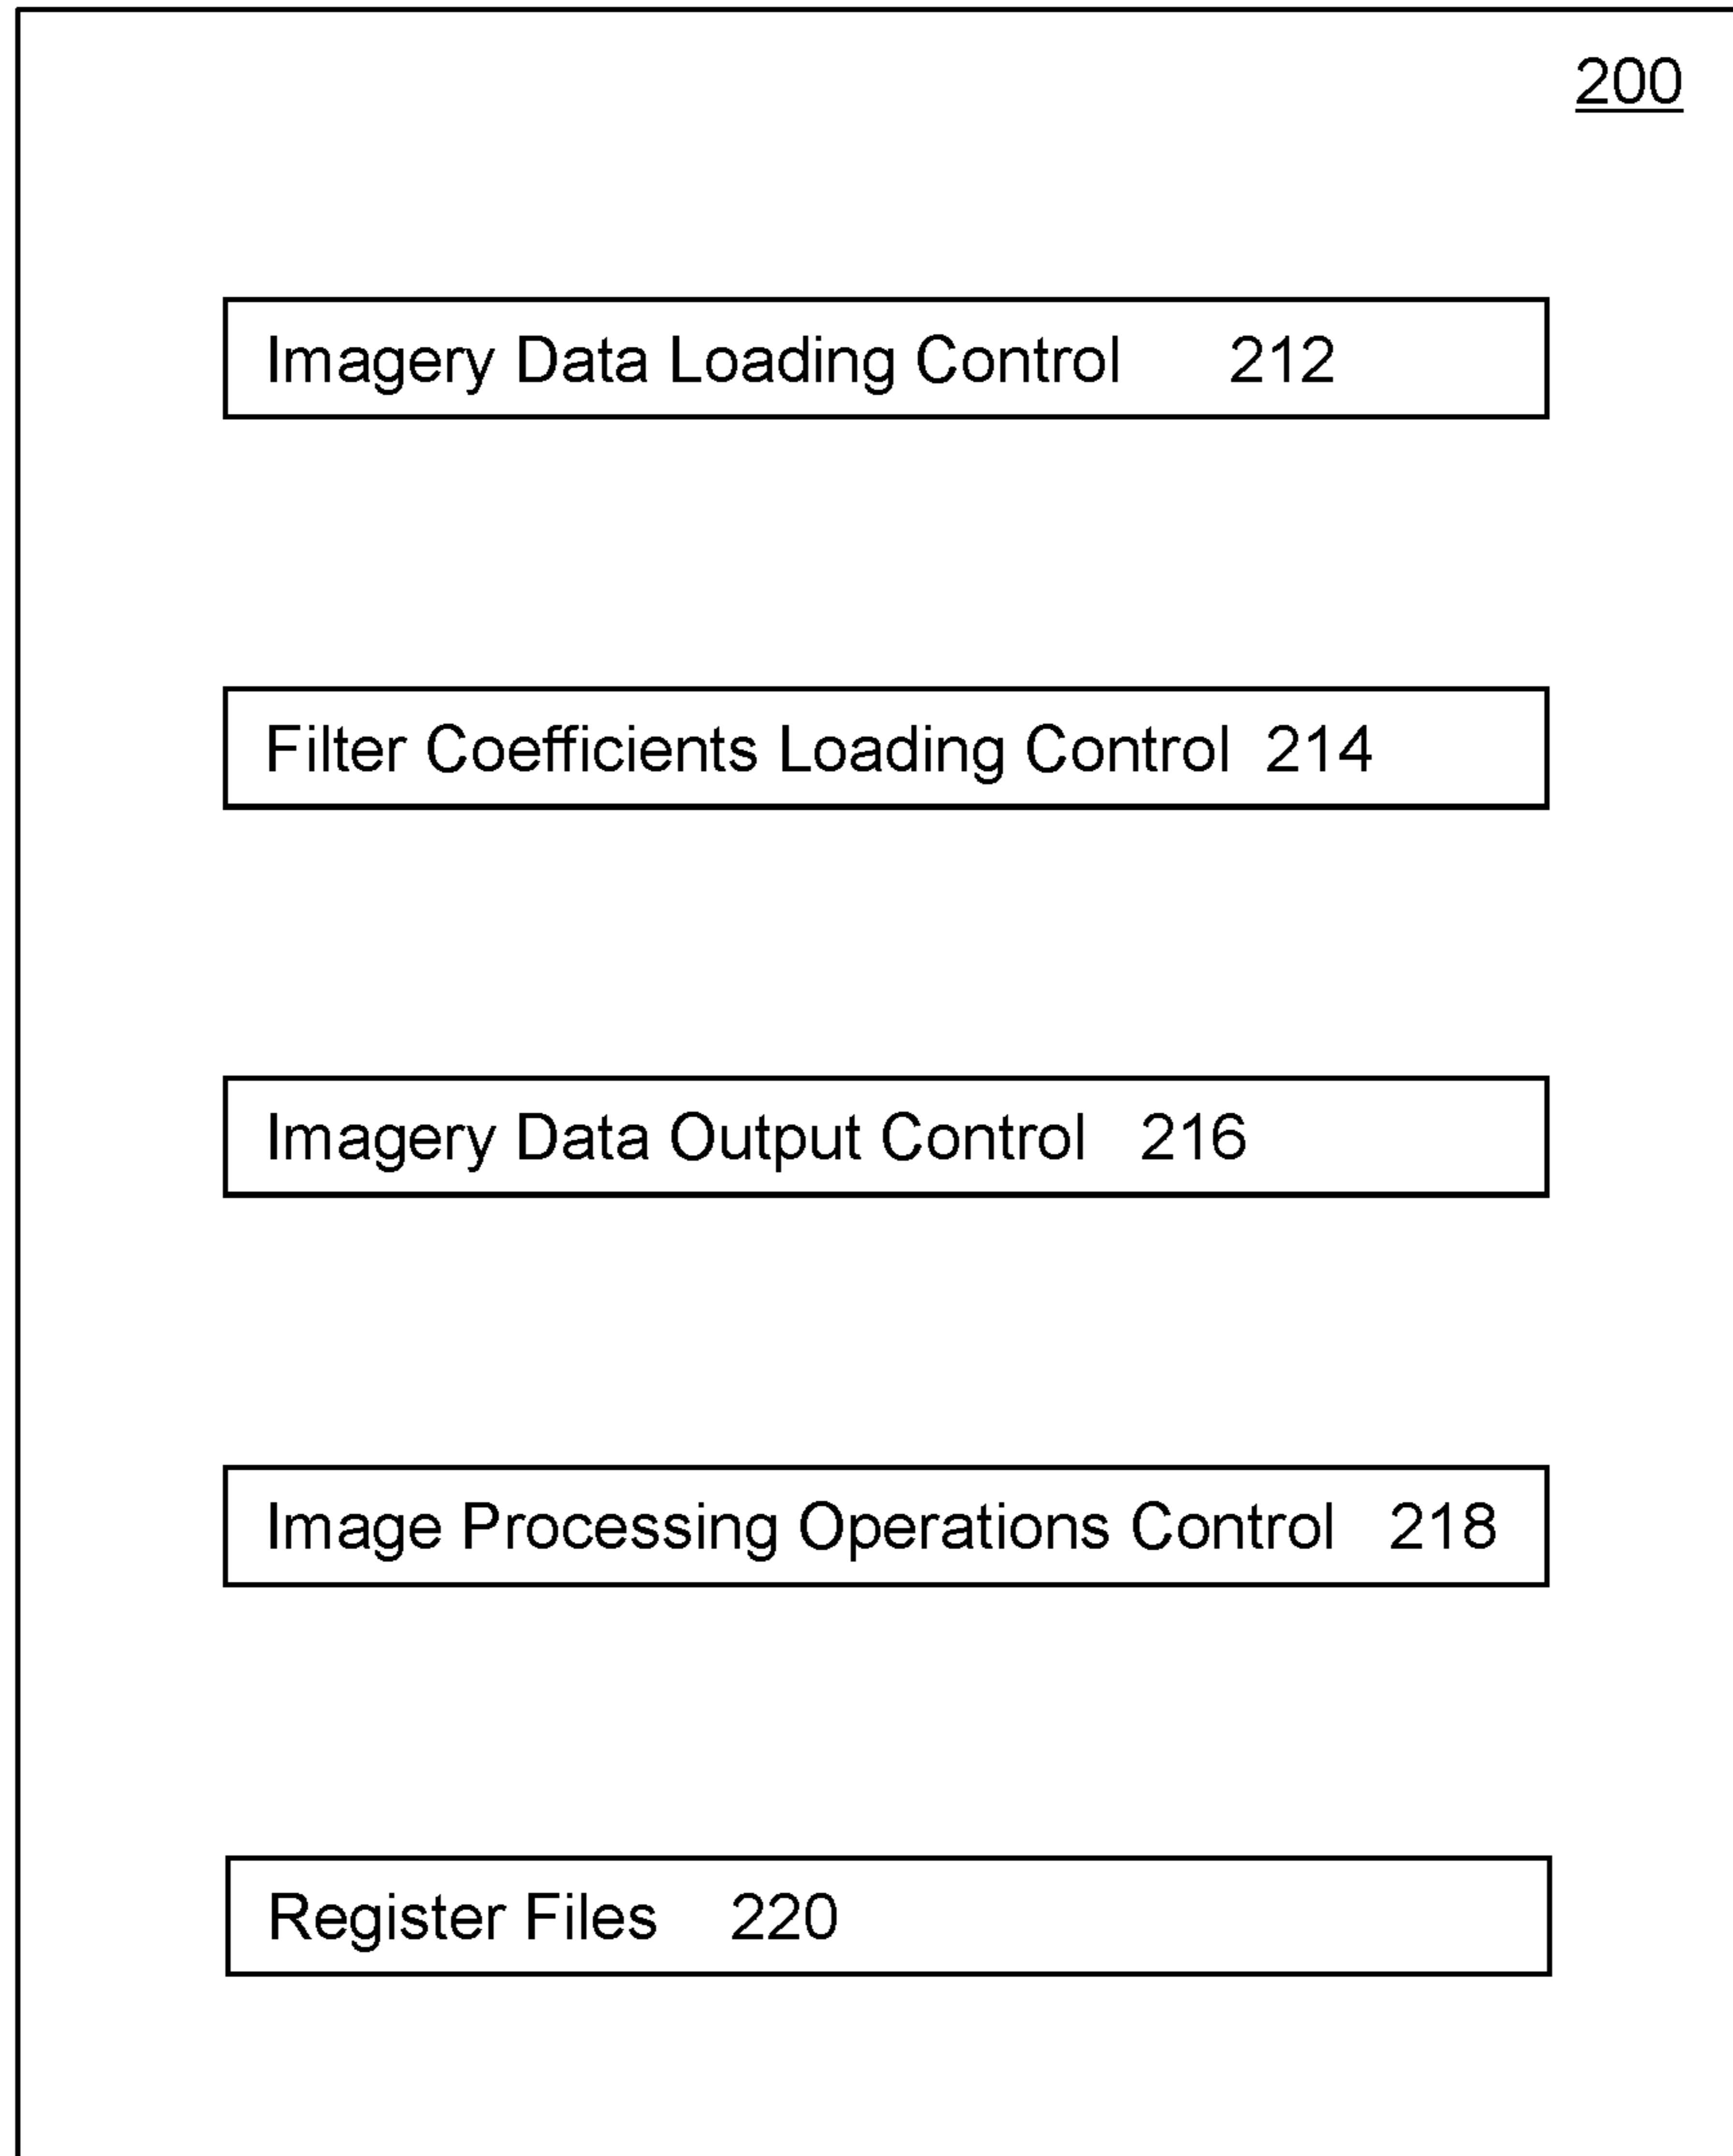 200
Imagery Data Loading Control 212
Filter Coefficients Loading Control 214
Imagery Data Output Control 216
Image Processing Operations Control 218
Register Files 220